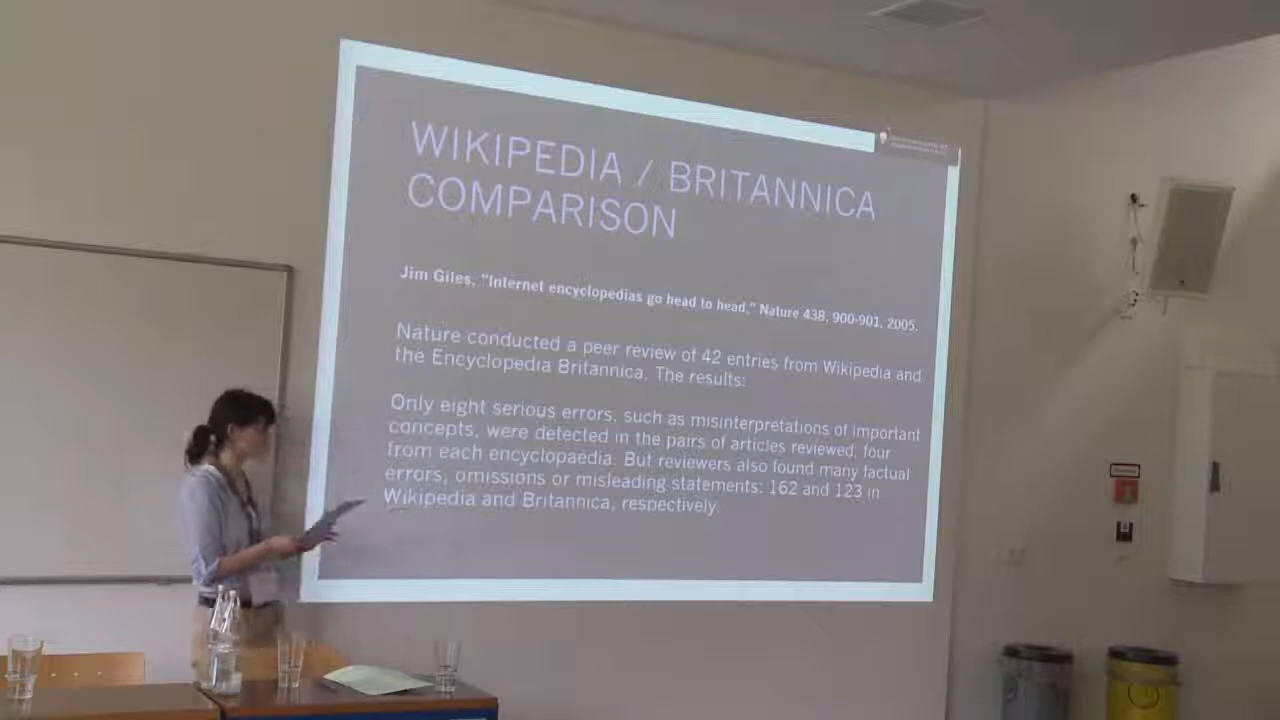 WIKIPEDIA / BRITANNICA
COMPARISON
Jim Giles, "Internet encyclopedias go head to head," Nature 438, 900-901, 2005.
Nature conducted a peer review of 42 entries from Wikipedia and
the Encyclopedia Britannica. The results:
Only eight serious errors, such as misinterpretations of important
concepts, were detected in the pairs of articles reviewed, four
from each encyclopaedia. But reviewers also found many factual
errors, omissions or misleading statements: 162 and 123 in
Wikipedia and Britannica, respectively.